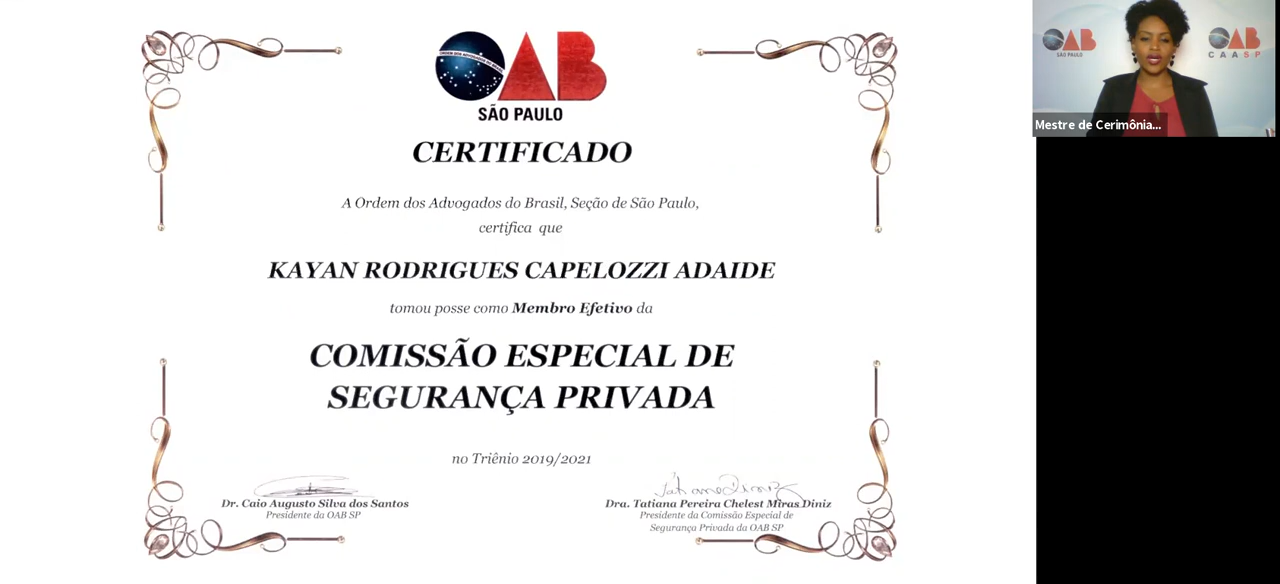 OAB
SÃO PAULO
CERTIFICADO
A Ordem dos Advogados do Brasil, Seção de São Paulo,
certifica que
KAYAN RODRIGUES CAPELOZZI ADAIDE
tomou posse como Membro Efetivo da
COMISSÃO ESPECIAL DE
SEGURANÇA PRIVADA
no Triênio 2019/2021
Dr. Caio Augusto Silva dos Santos
Presidente da OAB SP
Tatiana Diniz
Dra. Tatiana Pereira Chelest Miras Diniz
Presidente da Comissão Especial de
Segurança Privada da OAB SP
OAB
SÃO PAULO
OAB
CAASP
Mestre de Cerimônia...